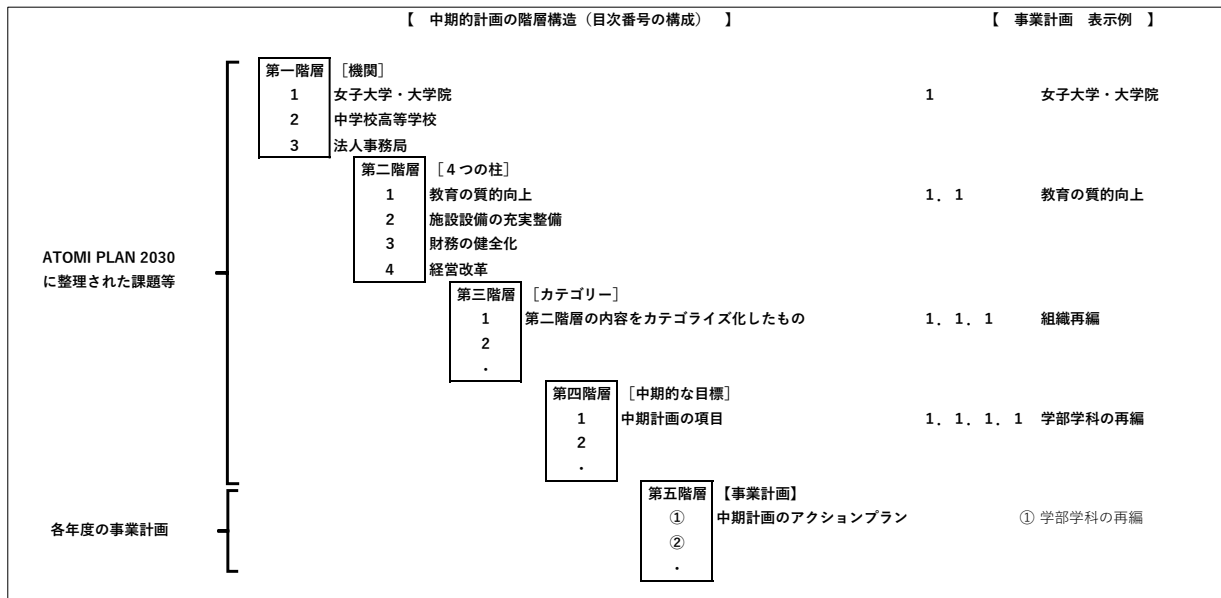 【 中期的計画の階層構造（目次番号の構成） 】 【 事業計画 表示例 】
第一階層 ［機関］
1 女子大学・大学院 1 女子大学・大学院
2 中学校高等学校
3 法人事務局
第二階層 ［４つの柱］
1 教育の質的向上 1．1 教育の質的向上
2 施設設備の充実整備
3 財務の健全化
4 経営改革
ATOMI PLAN 2030
に整理された課題等
第三階層 ［カテゴリー］
1 第二階層の内容をカテゴライズ化したもの 1．1．1 組織再編
2
・
第四階層 ［中期的な目標］
1 中期計画の項目 1．1．1．1 学部学科の再編
2
・
第五階層 【事業計画】
各年度の事業計画 ① 中期計画のアクションプラン ① 学部学科の再編
②
・